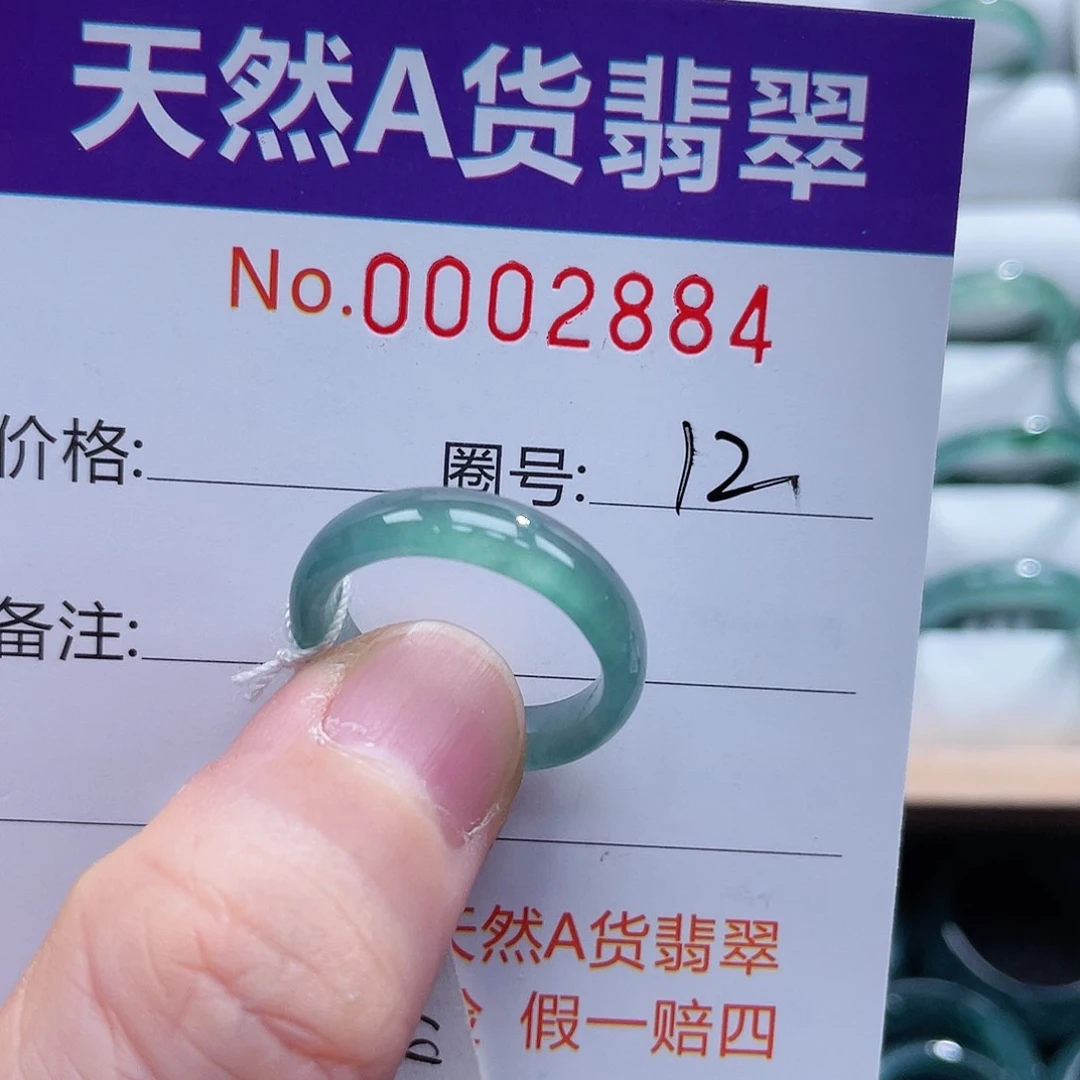 天然A货翡翠
No.0002884
价格: 圈号: 12
备注:
天然A货翡翠
假一赔四